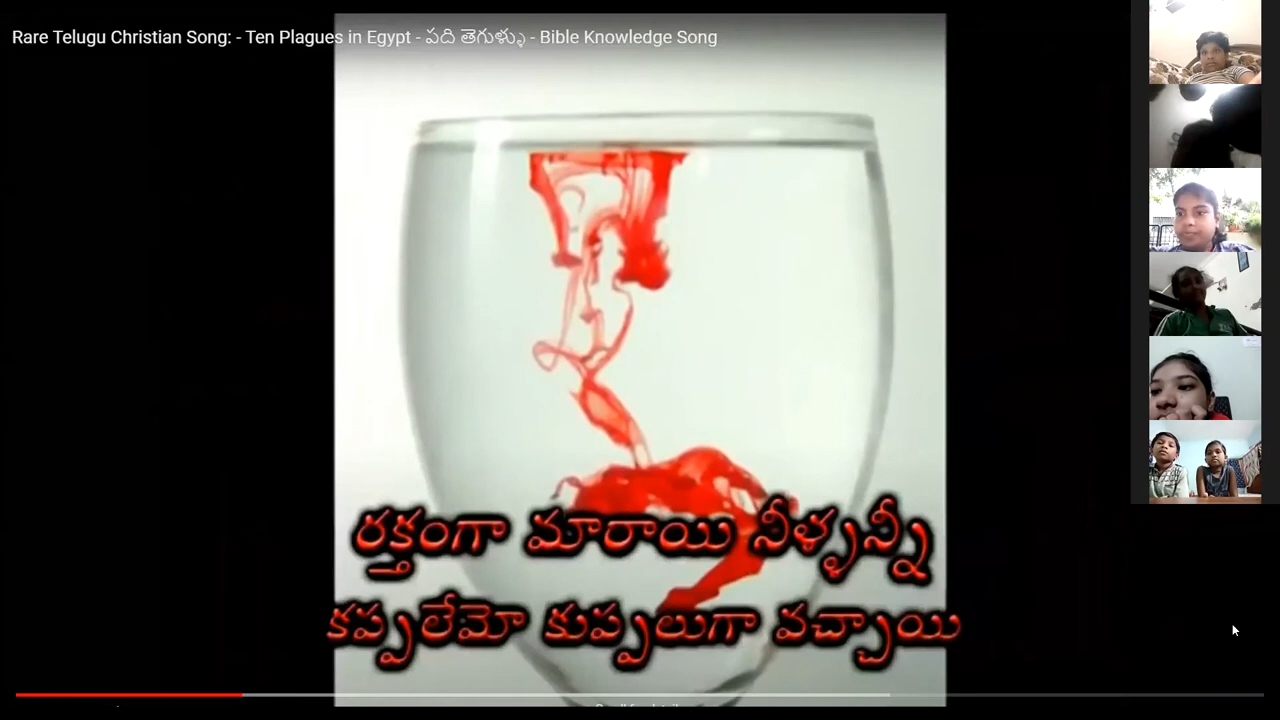 Rare Telugu Christian Song: - Ten Plagues in Egypt - పది తెగుళ్ళు - Bible Knowledge Song
రక్తంగా మారాయి నీళ్ళన్నీ
కప్పలేమో కుప్పలుగా వచ్చాయి